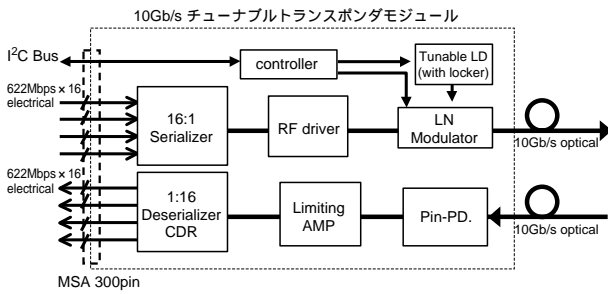 10Gb/s チューナブルトランスポンダモジュール
I²C Bus
controller
Tunable LD
(with locker)
622Mbps×16
electrical
16:1
Serializer
RF driver
LN
Modulator
10Gb/s optical
622Mbps×16
electrical
1:16
Deserializer
CDR
Limiting
AMP
Pin-PD.
10Gb/s optical
MSA 300pin